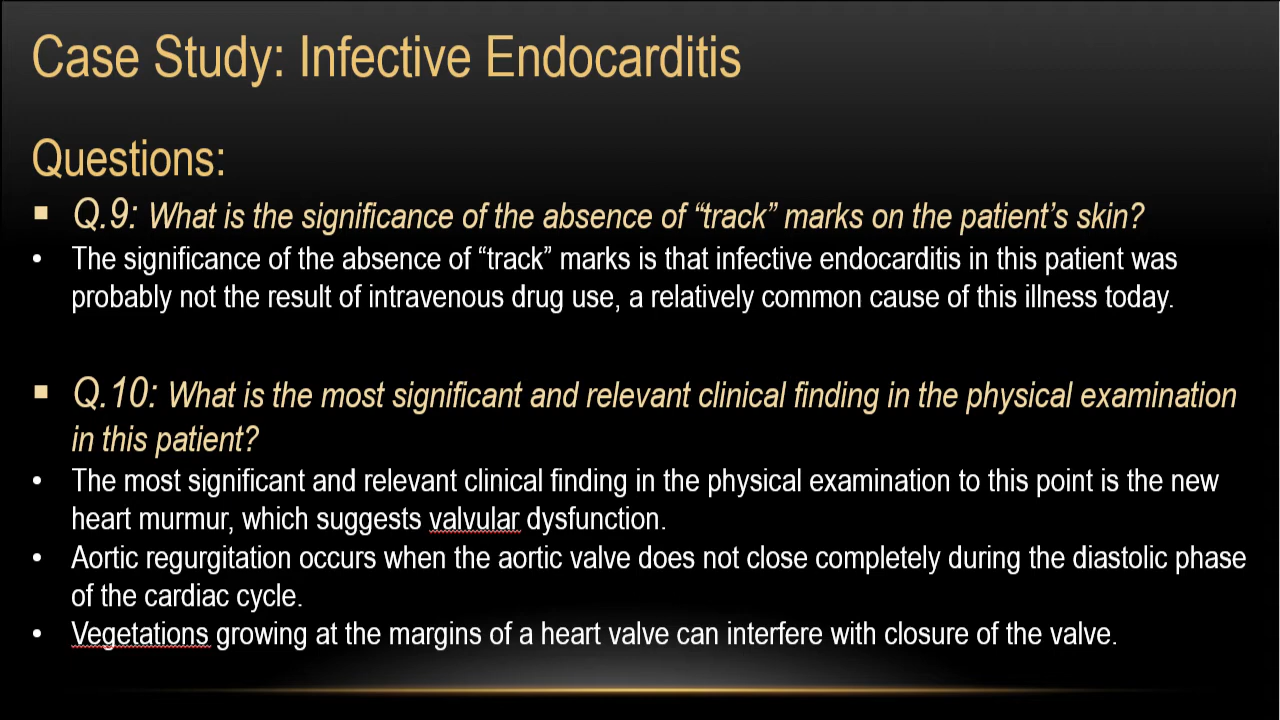 Case Study: Infective Endocarditis
Questions:
▪ Q.9: What is the significance of the absence of “track” marks on the patient’s skin?
• The significance of the absence of “track” marks is that infective endocarditis in this patient was
probably not the result of intravenous drug use, a relatively common cause of this illness today.
▪ Q.10: What is the most significant and relevant clinical finding in the physical examination
in this patient?
• The most significant and relevant clinical finding in the physical examination to this point is the new
heart murmur, which suggests valvular dysfunction.
• Aortic regurgitation occurs when the aortic valve does not close completely during the diastolic phase
of the cardiac cycle.
• Vegetations growing at the margins of a heart valve can interfere with closure of the valve.